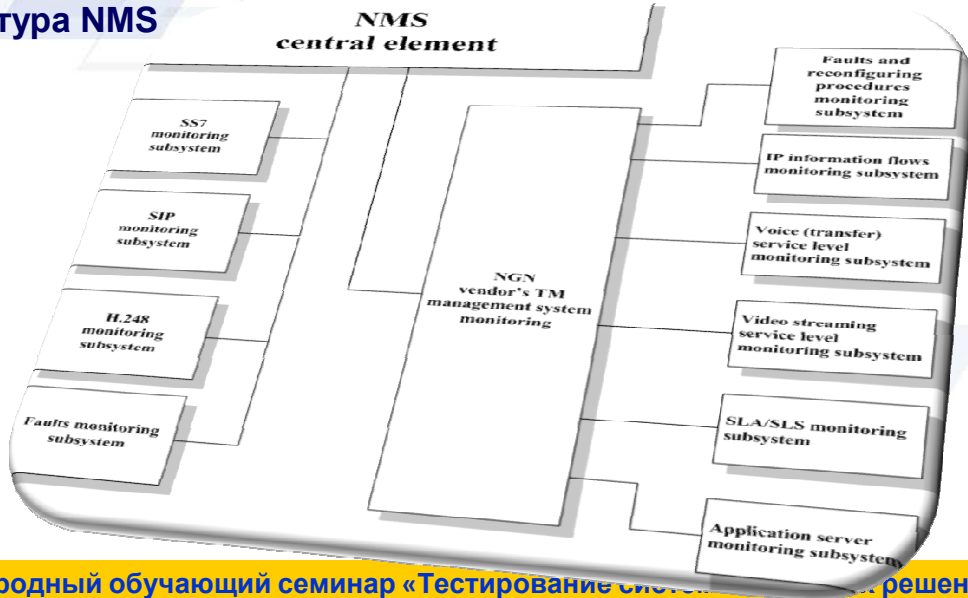 тура NMS
NMS
central element
SS7
monitoring
subsystem
SIP
monitoring
subsystem
H.248
monitoring
subsystem
Faults monitoring
subsystem
NGN
vendor's TM
management system
monitoring
Faults and
reconfiguring
procedures
monitoring
subsystem
IP information flows
monitoring subsystem
Voice (transfer)
service level
monitoring subsystem
Video streaming
service level
monitoring subsystem
SLA/SLS monitoring
subsystem
Application server
monitoring subsystem
родный обучающий семинар «Тестирование решен